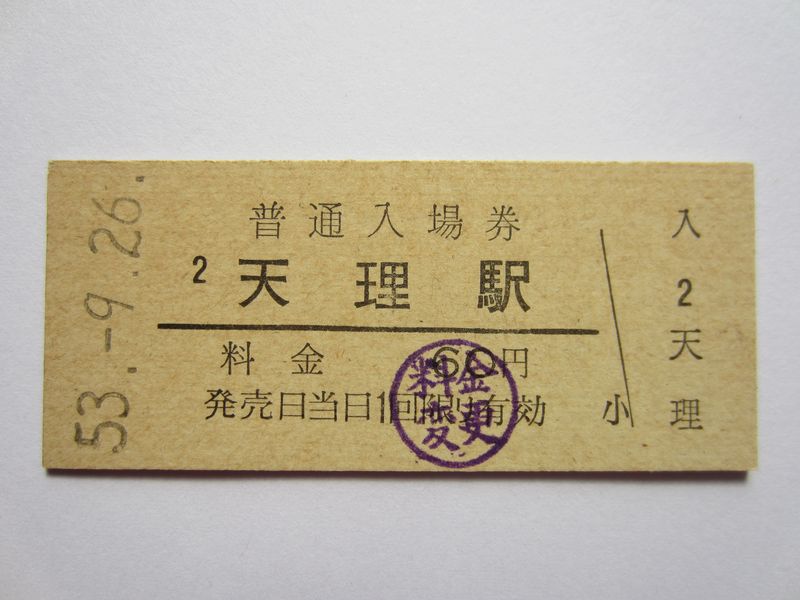 53.-9.26.
普通入場券
2 天理駅
料金 60円
発売日当日1回限り有効
料金変更
小
入
2
天
理